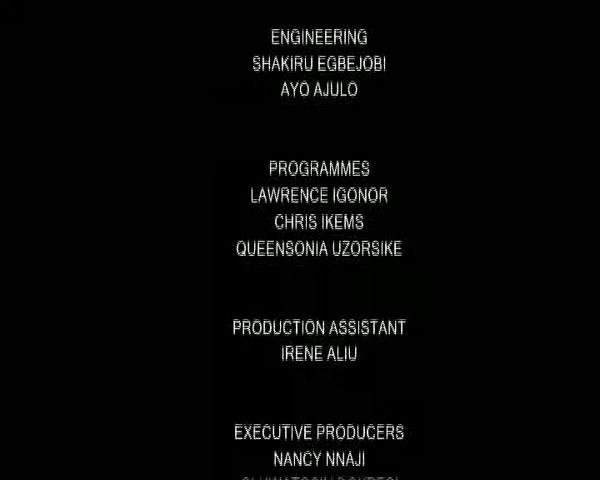 ENGINEERING
SHAKIRU EGBEJOBI
AYO AJULO
PROGRAMMES
LAWRENCE IGONOR
CHRIS IKEMS
QUEENSONIA UZORSIKE
PRODUCTION ASSISTANT
IRENE ALIU
EXECUTIVE PRODUCERS
NANCY NNAJI